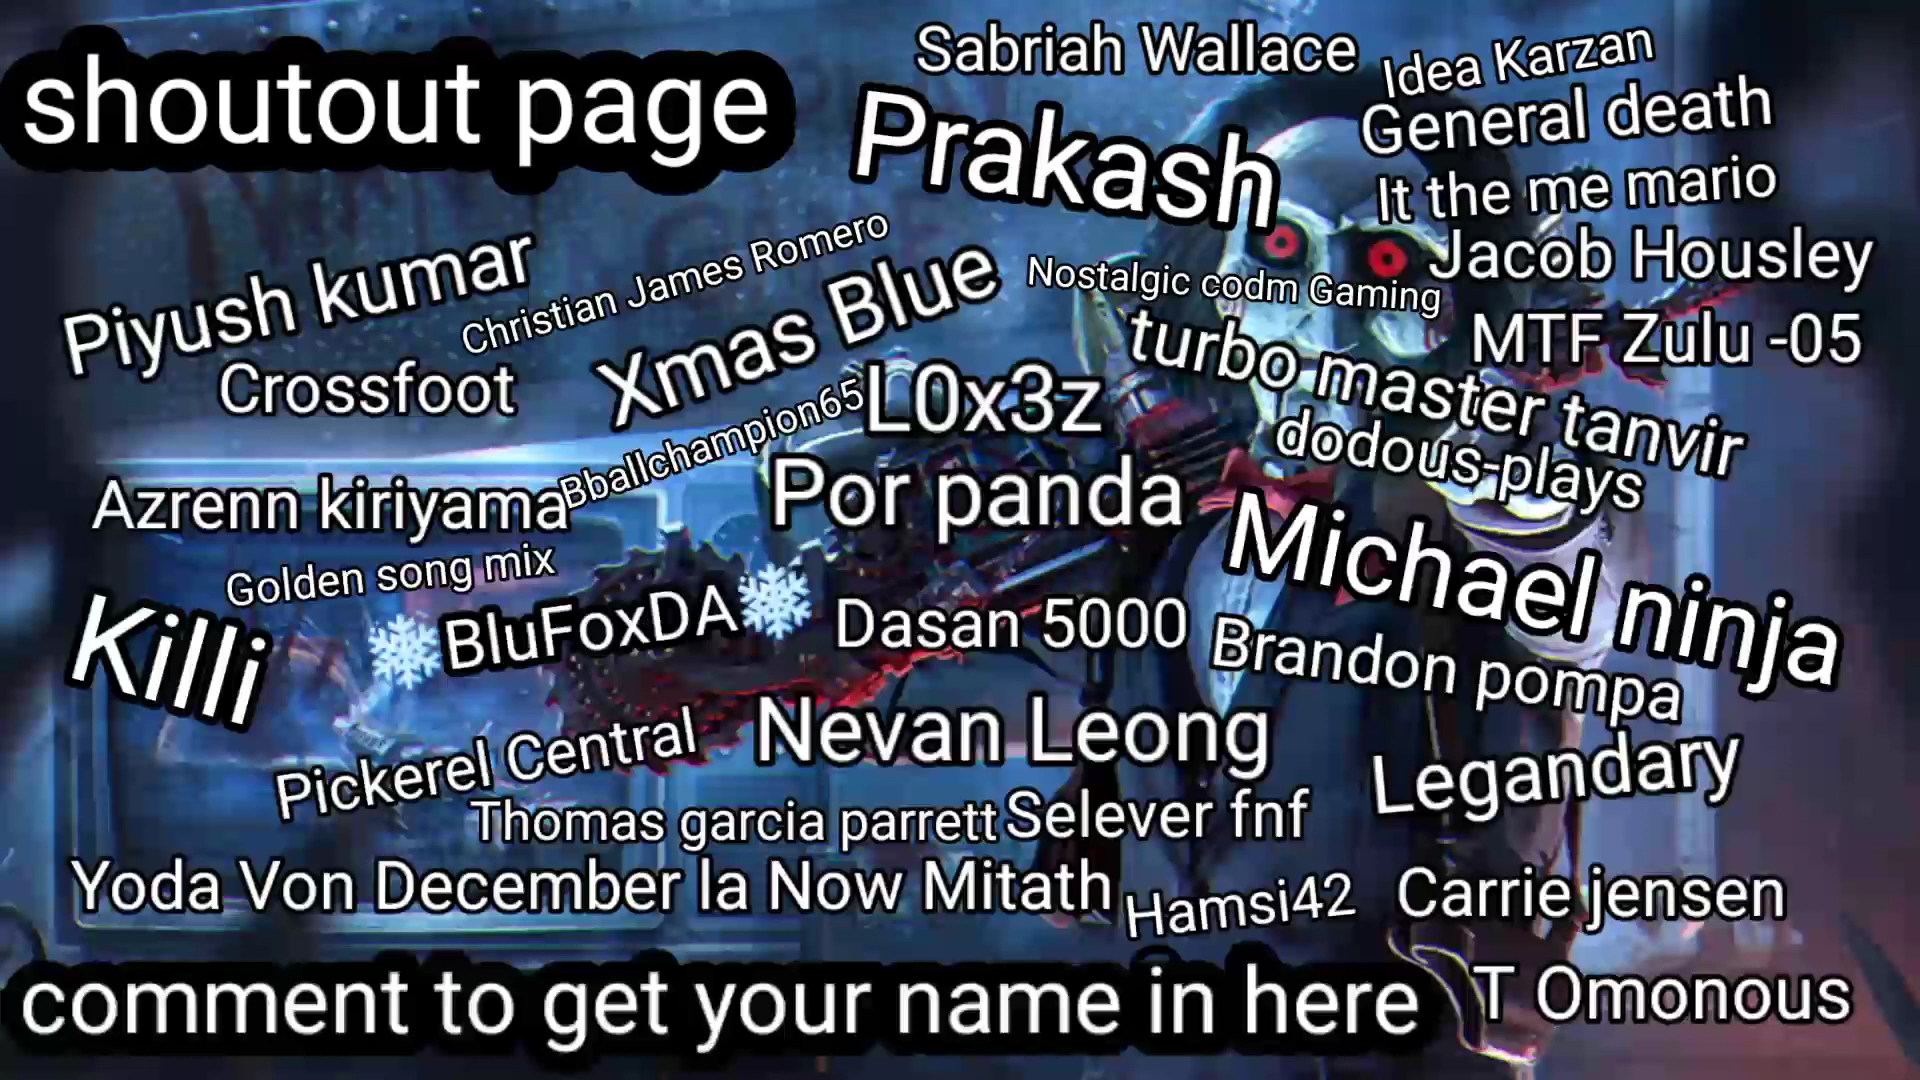 shoutout page
Sabriah Wallace
Idea Karzan
Prakash
General death
It the me mario
Piyush kumar
Christian James Romero
Xmas Blue
Nostalgic codm Gaming
Jacob Housley
MTF Zulu -05
Crossfoot
Bballchampion65
L0x3z
turbo master tanvir
dodous-plays
Azrenn kiriyama
Por panda
Michael ninja
Golden song mix
Killi
❄BluFoxDA❄
Dasan 5000
Brandon pompa
Pickerel Central
Nevan Leong
Legandary
Thomas garcia parrett
Selever fnf
Yoda Von December la Now Mitath
Hamsi42
Carrie jensen
comment to get your name in here
T Omonous